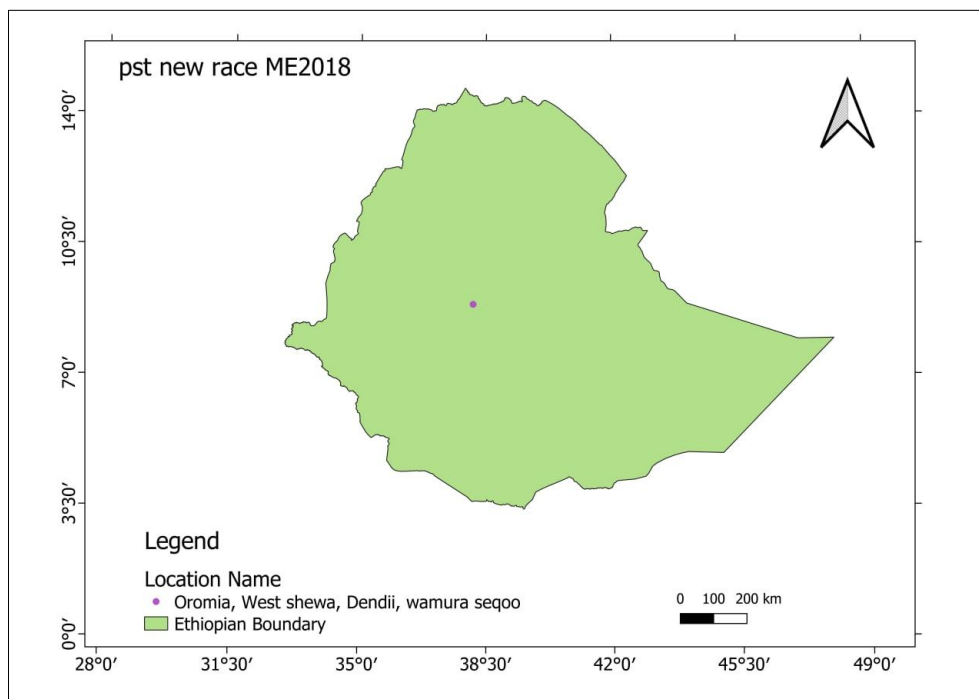 pst new race ME2018
14°0′
10°30′
7°0′
3°30′
0°0′
Legend
Location Name
Oromia, West shewa, Dendii, wamura seqoo
Ethiopian Boundary
0 100 200 km
28°0′ 31°30′ 35°0′ 38°30′ 42°0′ 45°30′ 49°0′